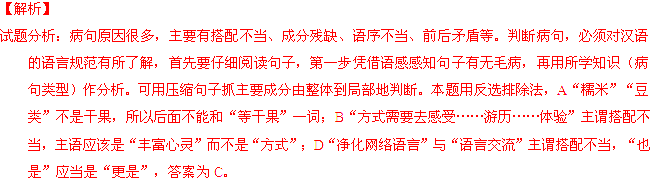 【解析】
试题分析：病句原因很多，主要有搭配不当、成分残缺、语序不当、前后矛盾等。判断病句，必须对汉语
的语言规范有所了解，首先要仔细阅读句子，第一步凭借语感感知句子有无毛病，再用所学知识（病
句类型）作分析。可用压缩句子抓主要成分由整体到局部地判断。本题用反选排除法，A“糯米”“豆
类”不是干果，所以后面不能和“等干果”一词；B“方式需要去感受……游历……体验”主谓搭配不
当，主语应该是“丰富心灵”而不是“方式”；D“净化网络语言”与“语言交流”主谓搭配不当，“也
是”应当是“更是”，答案为 C。